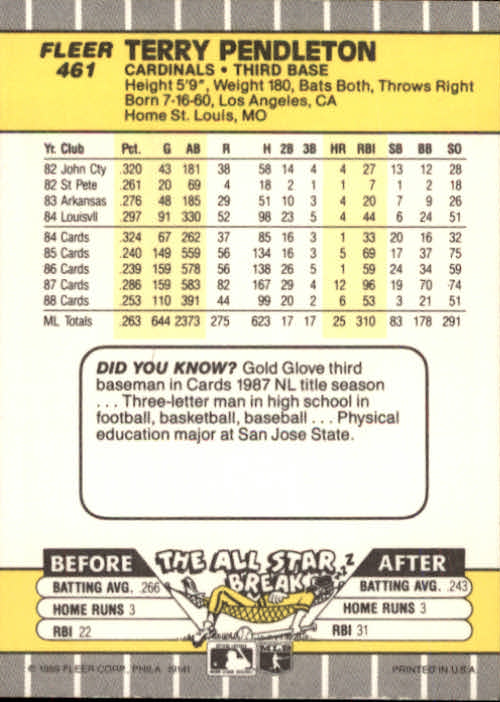 FLEER TERRY PENDLETON
461 CARDINALS • THIRD BASE
Height 5'9", Weight 180, Bats Both, Throws Right
Born 7-16-60, Los Angeles, CA
Home St. Louis, MO
Yr. Club Pct. G AB R H 2B 3B HR RBI SB BB SO
82 John Cty .320 43 181 38 58 14 4 4 27 13 12 28
82 St Pete .261 20 69 4 18 2 1 1 7 1 2 18
83 Arkansas .276 48 185 29 51 10 3 4 20 7 9 26
84 Louisvll .297 91 330 52 98 23 5 4 44 6 24 51
84 Cards .324 67 262 37 85 16 3 1 33 20 16 32
85 Cards .240 149 559 56 134 16 3 5 69 17 37 75
86 Cards .239 159 578 56 138 26 5 1 59 24 34 59
87 Cards .286 159 583 82 167 29 4 12 96 19 70 74
88 Cards .253 110 391 44 99 20 2 6 53 3 21 51
ML Totals .263 644 2373 275 623 17 17 25 310 83 178 291
DID YOU KNOW? Gold Glove third
baseman in Cards 1987 NL title season
. . . Three-letter man in high school in
football, basketball, baseball . . . Physical
education major at San Jose State.
BEFORE THE ALL STAR BREAK ZZZ AFTER
BATTING AVG. .266 BATTING AVG. .243
HOME RUNS 3 HOME RUNS 3
RBI 22 RBI 31
© 1989 FLEER CORP., PHILA. 19141 PRINTED IN U.S.A.